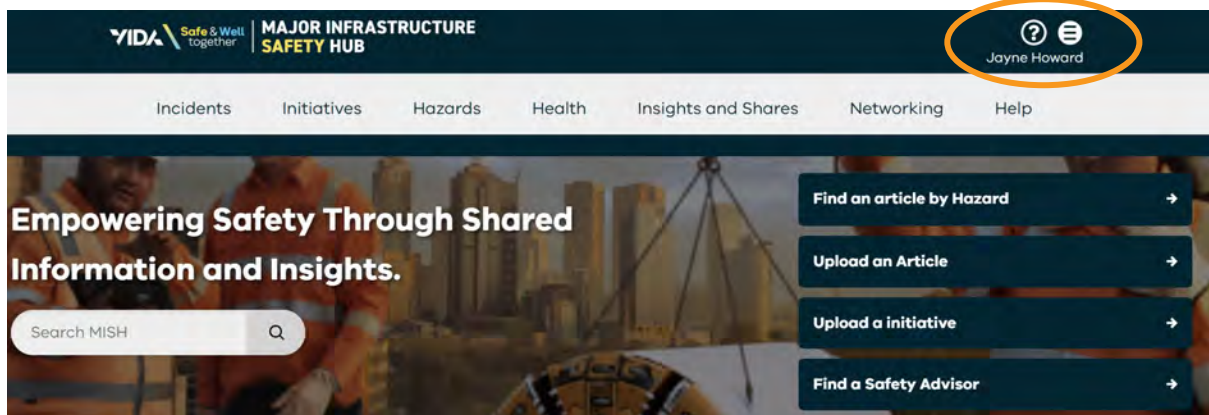 VIDA Safe & Well together MAJOR INFRASTRUCTURE SAFETY HUB
?
Jayne Howard
Incidents Initiatives Hazards Health Insights and Shares Networking Help
Empowering Safety Through Shared
Information and Insights.
Search MISH
Find an article by Hazard →
Upload an Article →
Upload a initiative →
Find a Safety Advisor →